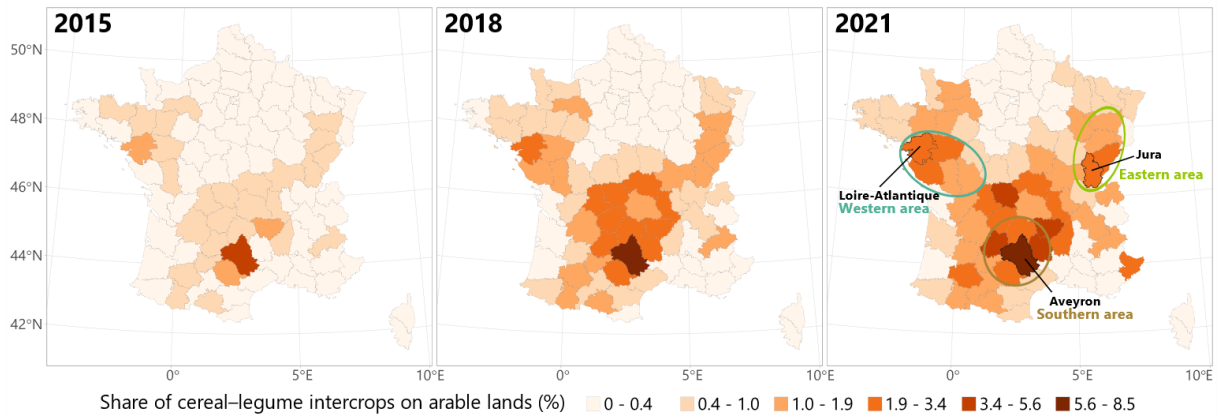 2015
2018
2021
50°N
48°N
46°N
44°N
42°N
Jura
Eastern area
Loire-Atlantique
Western area
Aveyron
Southern area
0°
5°E
10°E
0°
5°E
10°E
0°
5°E
10°E
Share of cereal–legume intercrops on arable lands (%) 0 - 0.4 0.4 - 1.0 1.0 - 1.9 1.9 - 3.4 3.4 - 5.6 5.6 - 8.5